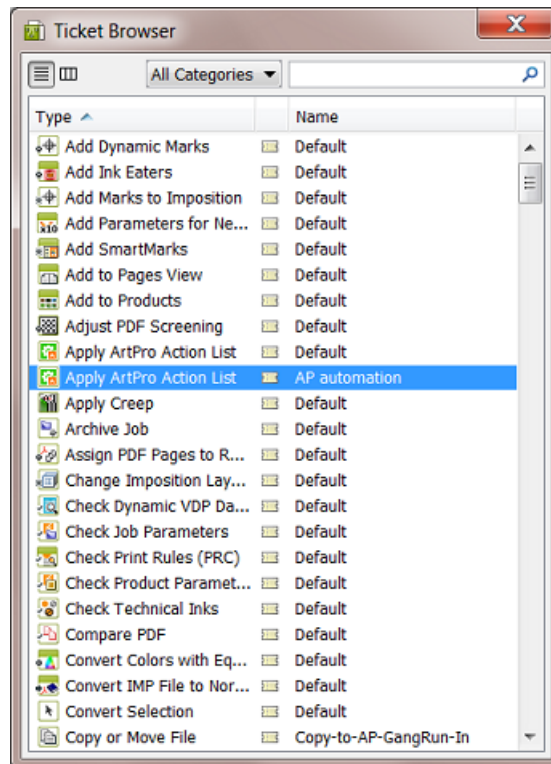 Ticket Browser
All Categories
Type Name
Add Dynamic Marks Default
Add Ink Eaters Default
Add Marks to Imposition Default
Add Parameters for Ne... Default
Add SmartMarks Default
Add to Pages View Default
Add to Products Default
Adjust PDF Screening Default
Apply ArtPro Action List Default
Apply ArtPro Action List AP automation
Apply Creep Default
Archive Job Default
Assign PDF Pages to R... Default
Change Imposition Lay... Default
Check Dynamic VDP Da... Default
Check Job Parameters Default
Check Print Rules (PRC) Default
Check Product Paramet... Default
Check Technical Inks Default
Compare PDF Default
Convert Colors with Eq... Default
Convert IMP File to Nor... Default
Convert Selection Default
Copy or Move File Copy-to-AP-GangRun-In